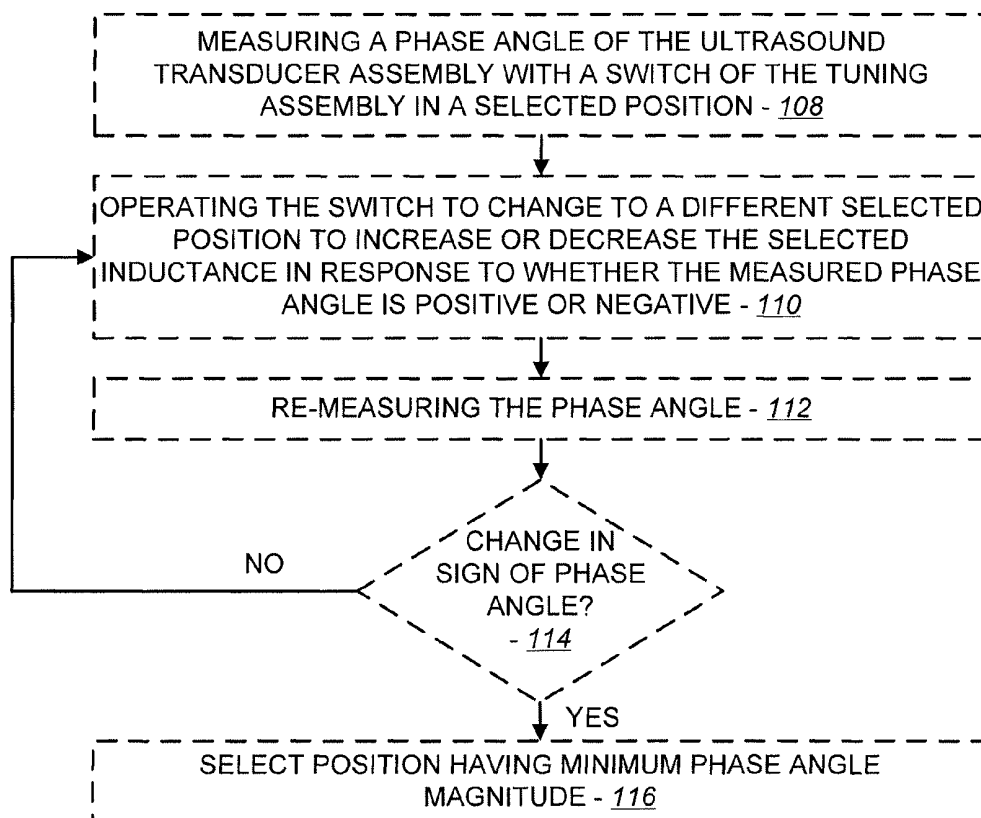 MEASURING A PHASE ANGLE OF THE ULTRASOUND
TRANSDUCER ASSEMBLY WITH A SWITCH OF THE TUNING
ASSEMBLY IN A SELECTED POSITION - 108
OPERATING THE SWITCH TO CHANGE TO A DIFFERENT SELECTED
POSITION TO INCREASE OR DECREASE THE SELECTED
INDUCTANCE IN RESPONSE TO WHETHER THE MEASURED PHASE
ANGLE IS POSITIVE OR NEGATIVE - 110
RE-MEASURING THE PHASE ANGLE - 112
CHANGE IN
SIGN OF PHASE
ANGLE?
- 114
NO
YES
SELECT POSITION HAVING MINIMUM PHASE ANGLE
MAGNITUDE - 116